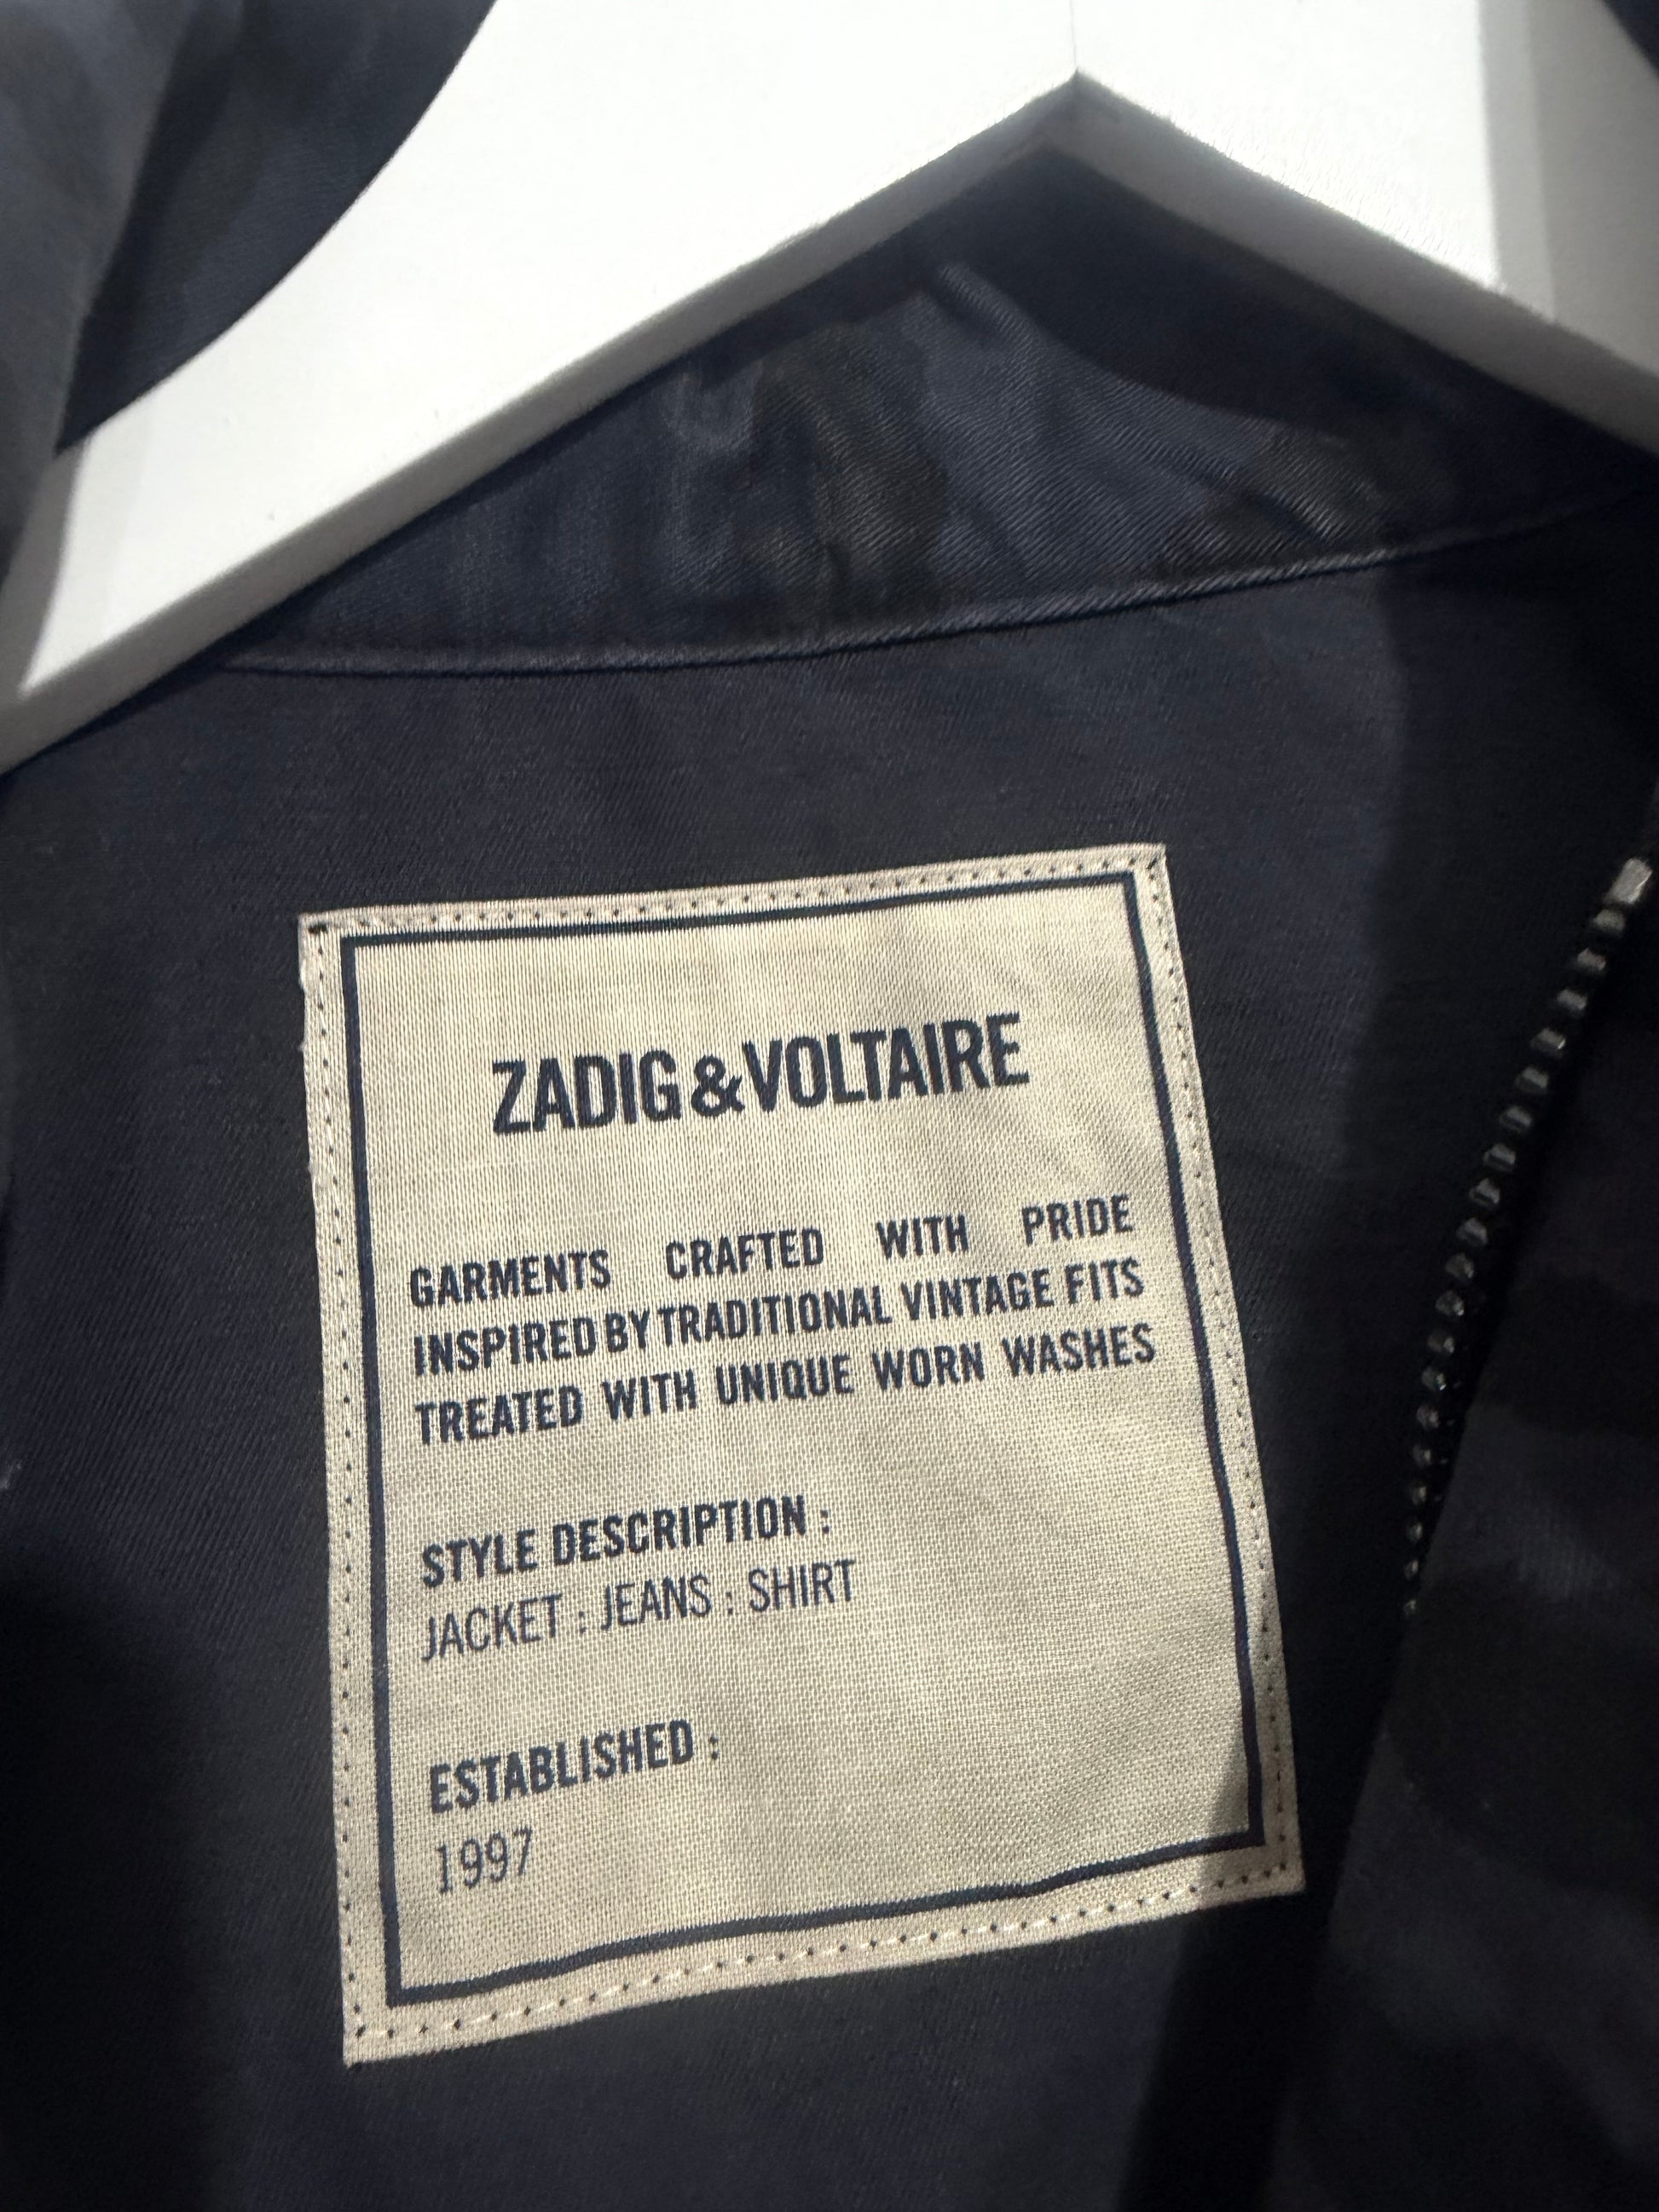 ZADIG&VOLTAIRE
GARMENTS CRAFTED WITH PRIDE
INSPIRED BY TRADITIONAL VINTAGE FITS
TREATED WITH UNIQUE WORN WASHES
STYLE DESCRIPTION :
JACKET : JEANS : SHIRT
ESTABLISHED :
1997